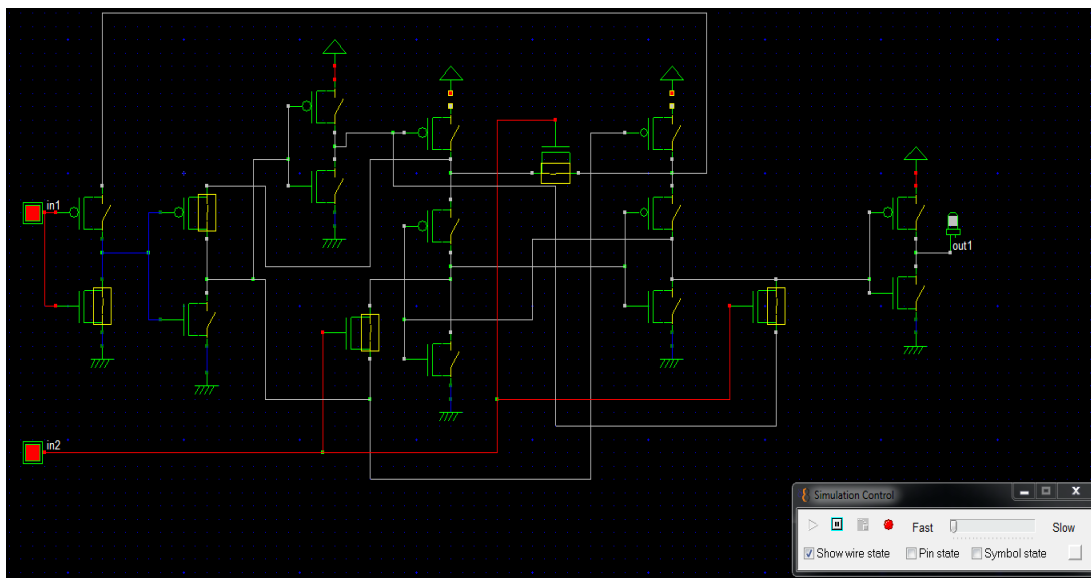 in1
out1
in2
Simulation Control
Fast
Slow
Show wire state
Pin state
Symbol state